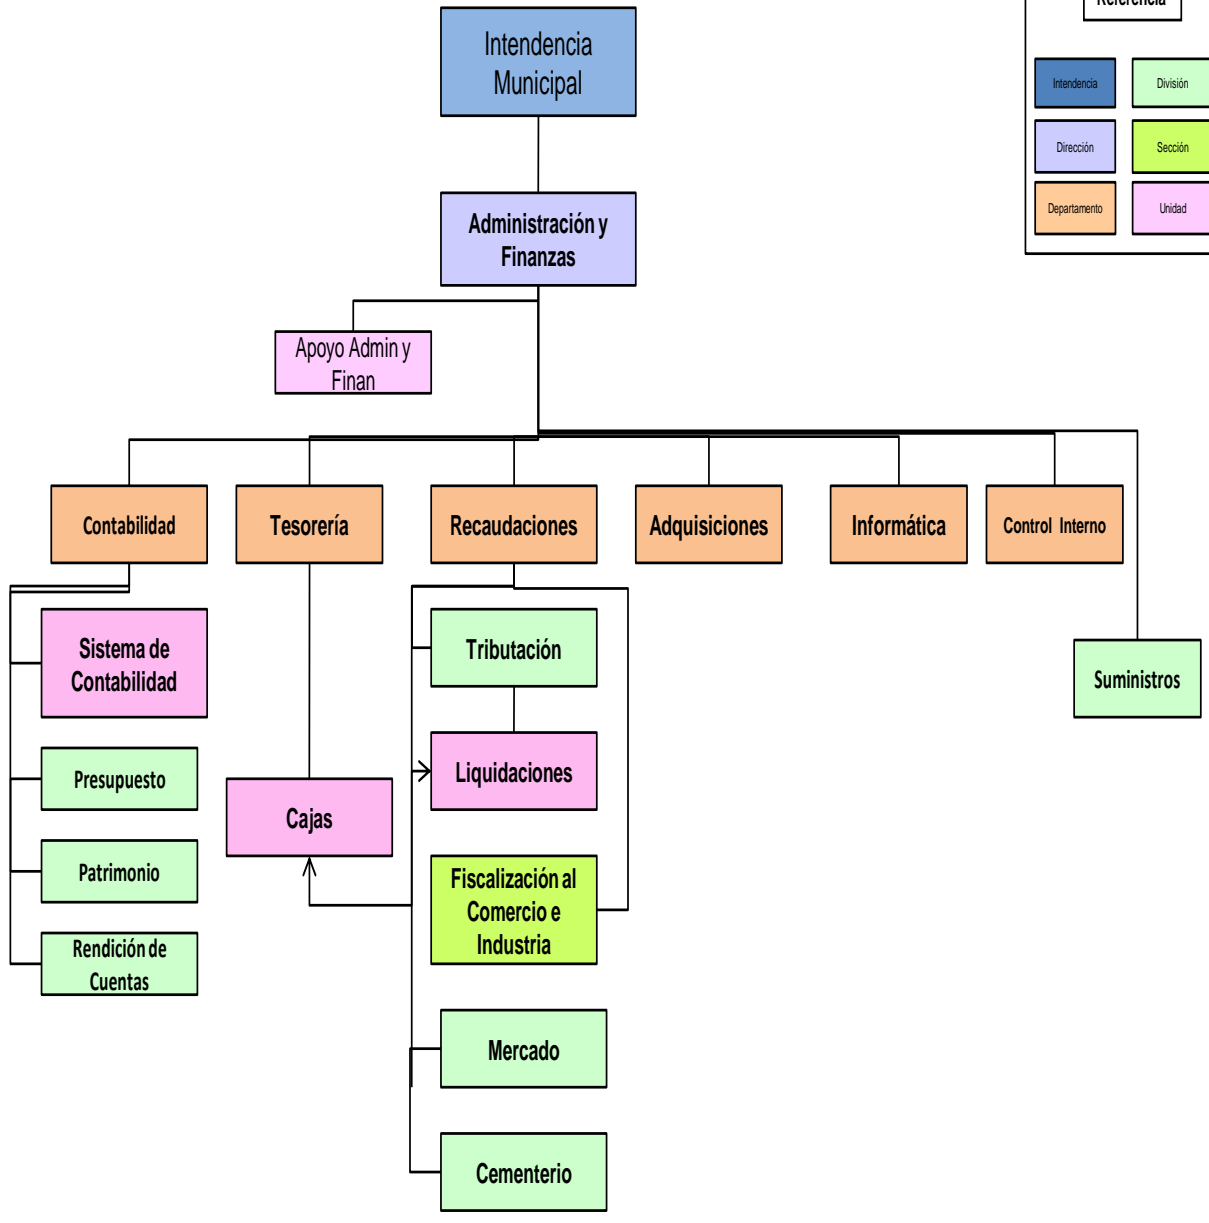 Referencia
Intendencia
Municipal
Intendencia
División
Dirección
Sección
Departamento
Unidad
Administración y
Finanzas
Apoyo Admin y
Finan
Contabilidad
Tesorería
Recaudaciones
Adquisiciones
Informática
Control Interno
Sistema de
Contabilidad
Tributación
Suministros
Presupuesto
Cajas
Liquidaciones
Patrimonio
Fiscalización al
Comercio e
Industria
Rendición de
Cuentas
Mercado
Cementerio